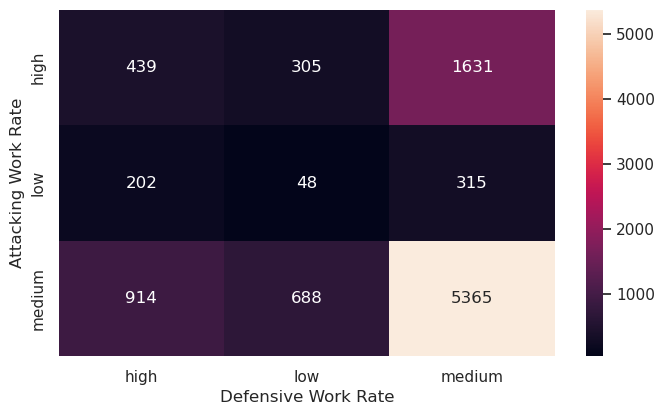 high 439 305 1631
low 202 48 315
medium 914 688 5365
high low medium
Defensive Work Rate
Attacking Work Rate
5000
4000
3000
2000
1000